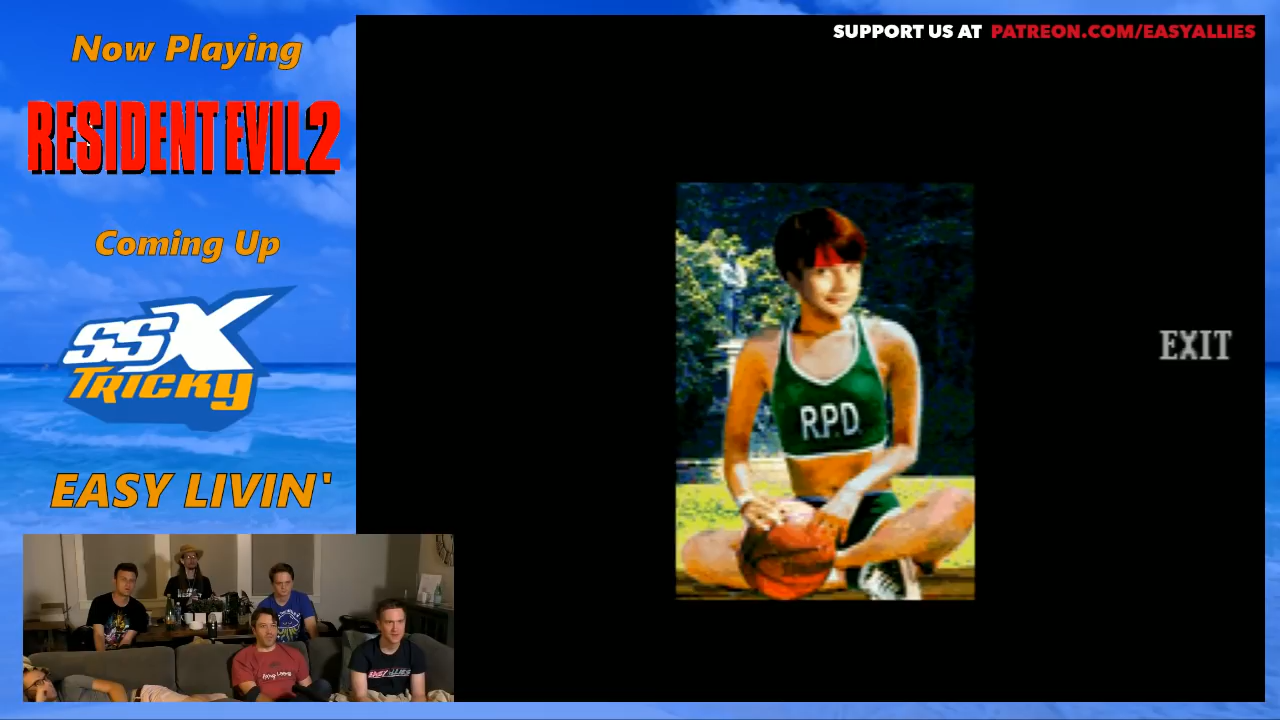 Now Playing
RESIDENT EVIL 2
Coming Up
SSX
TRICKY
EASY LIVIN'
SUPPORT US AT PATREON.COM/EASYALLIES
R.P.D.
EXIT